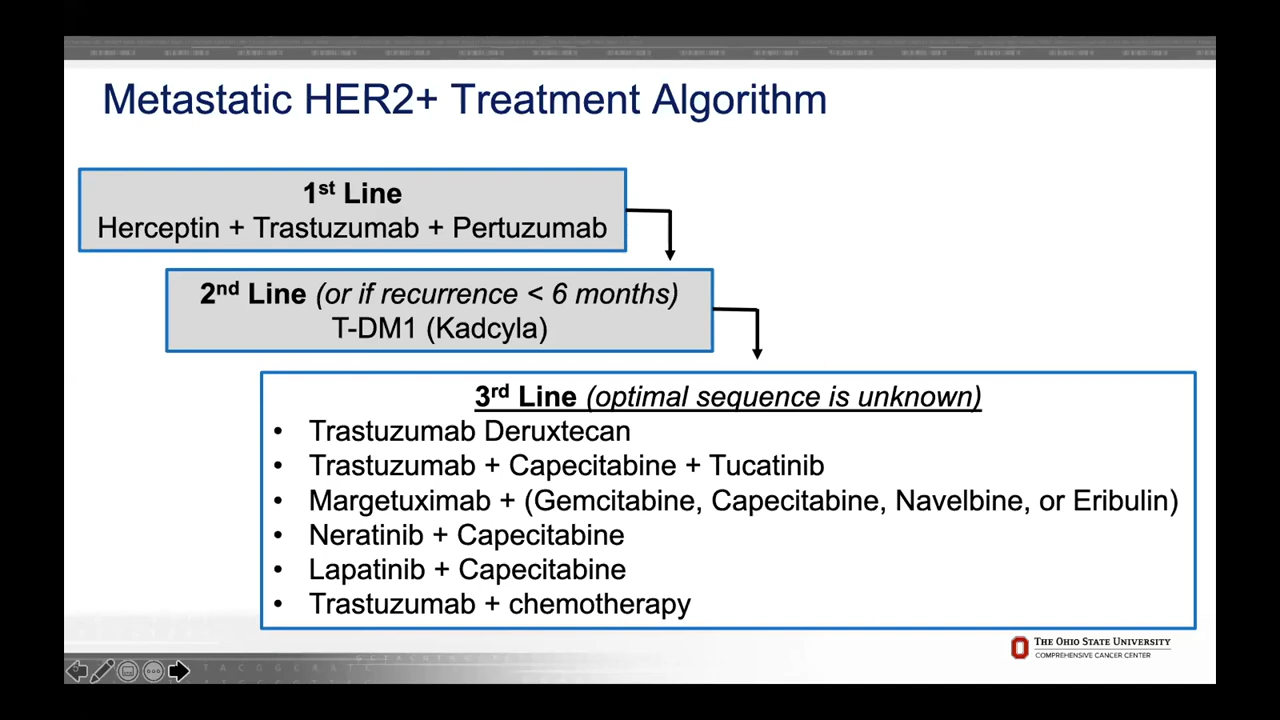 Metastatic HER2+ Treatment Algorithm
1st Line
Herceptin + Trastuzumab + Pertuzumab
2nd Line (or if recurrence < 6 months)
T-DM1 (Kadcyla)
3rd Line (optimal sequence is unknown)
• Trastuzumab Deruxtecan
• Trastuzumab + Capecitabine + Tucatinib
• Margetuximab + (Gemcitabine, Capecitabine, Navelbine, or Eribulin)
• Neratinib + Capecitabine
• Lapatinib + Capecitabine
• Trastuzumab + chemotherapy
THE OHIO STATE UNIVERSITY
COMPREHENSIVE CANCER CENTER